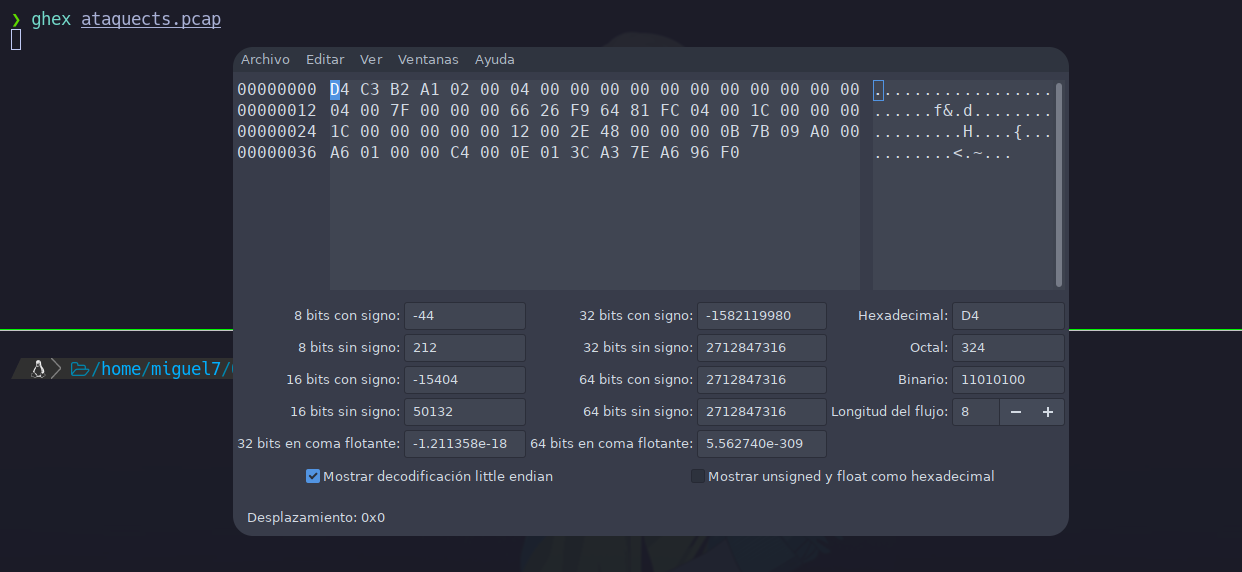 ❯ ghex ataquects.pcap
Archivo Editar Ver Ventanas Ayuda
00000000 D4 C3 B2 A1 02 00 04 00 00 00 00 00 00 00 00 00 00 00 ..................
00000012 04 00 7F 00 00 00 66 26 F9 64 81 FC 04 00 1C 00 00 00 ......f&.d........
00000024 1C 00 00 00 00 00 12 00 2E 48 00 00 00 00 0B 7B 09 A0 00 .........H....{...
00000036 A6 01 00 00 C4 00 0E 01 3C A3 7E A6 96 F0 ........<.~...
8 bits con signo: -44 32 bits con signo: -1582119980 Hexadecimal: D4
8 bits sin signo: 212 32 bits sin signo: 2712847316 Octal: 324
/home/miguel7/
16 bits con signo: -15404 64 bits con signo: 2712847316 Binario: 11010100
16 bits sin signo: 50132 64 bits sin signo: 2712847316 Longitud del flujo: 8 − +
32 bits en coma flotante: -1.211358e-18 64 bits en coma flotante: 5.562740e-309
Mostrar decodificación little endian Mostrar unsigned y float como hexadecimal
Desplazamiento: 0x0